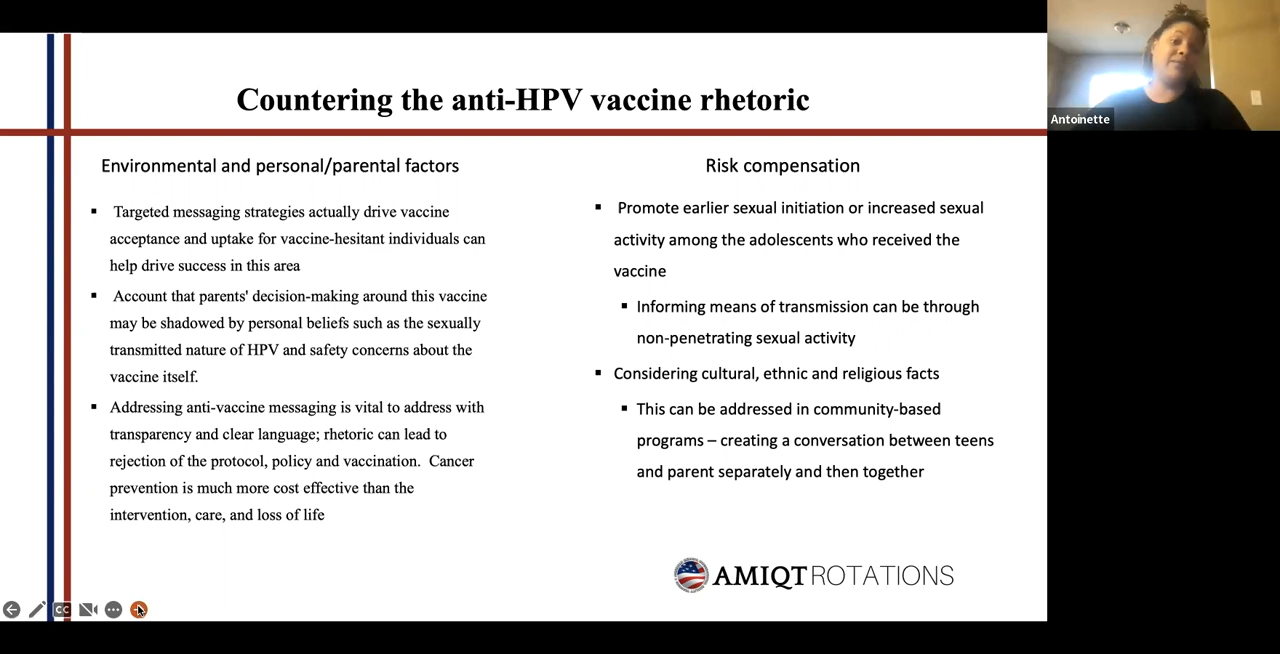 Countering the anti-HPV vaccine rhetoric
Environmental and personal/parental factors
▪ Targeted messaging strategies actually drive vaccine
acceptance and uptake for vaccine-hesitant individuals can
help drive success in this area
▪ Account that parents' decision-making around this vaccine
may be shadowed by personal beliefs such as the sexually
transmitted nature of HPV and safety concerns about the
vaccine itself.
▪ Addressing anti-vaccine messaging is vital to address with
transparency and clear language; rhetoric can lead to
rejection of the protocol, policy and vaccination. Cancer
prevention is much more cost effective than the
intervention, care, and loss of life
Risk compensation
▪ Promote earlier sexual initiation or increased sexual
activity among the adolescents who received the
vaccine
▪ Informing means of transmission can be through
non-penetrating sexual activity
▪ Considering cultural, ethnic and religious facts
▪ This can be addressed in community-based
programs – creating a conversation between teens
and parent separately and then together
AMIQT ROTATIONS
CC
Antoinette